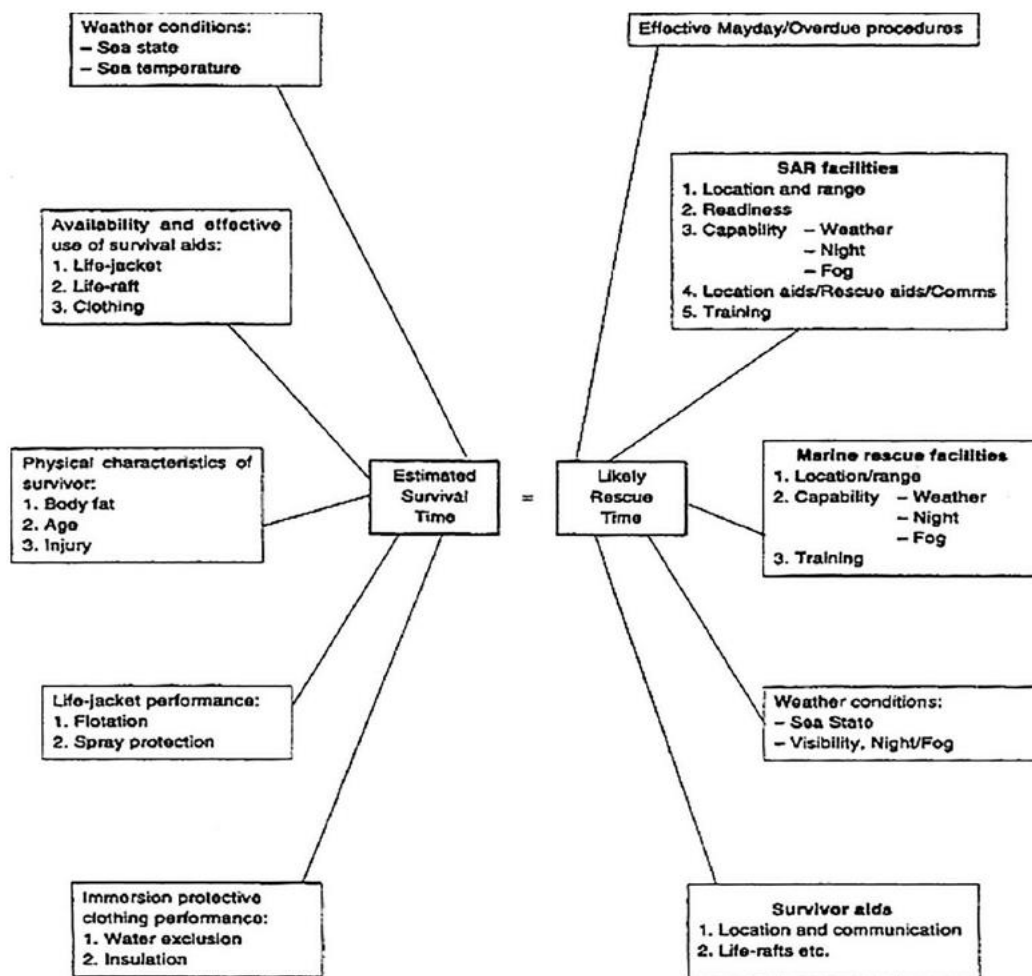 Weather conditions:
– Sea state
– Sea temperature
Effective Mayday/Overdue procedures
SAR facilities
1. Location and range
2. Readiness
3. Capability – Weather
– Night
– Fog
4. Location aids/Rescue aids/Comms
5. Training
Availability and effective
use of survival aids:
1. Life-jacket
2. Life-raft
3. Clothing
Physical characteristics of
survivor:
1. Body fat
2. Age
3. Injury
Estimated
Survival
Time
=
Likely
Rescue
Time
Marine rescue facilities
1. Location/range
2. Capability – Weather
– Night
– Fog
3. Training
Life-jacket performance:
1. Flotation
2. Spray protection
Weather conditions:
– Sea State
– Visibility, Night/Fog
Immersion protective
clothing performance:
1. Water exclusion
2. Insulation
Survivor aids
1. Location and communication
2. Life-rafts etc.